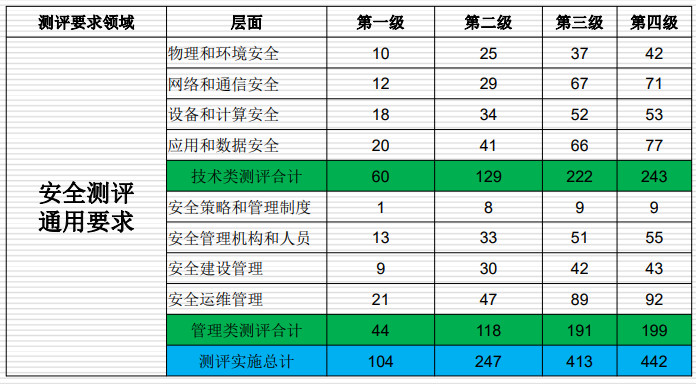 测评要求领域 层面 第一级 第二级 第三级 第四级
物理和环境安全 10 25 37 42
网络和通信安全 12 29 67 71
设备和计算安全 18 34 52 53
应用和数据安全 20 41 66 77
技术类测评合计 60 129 222 243
安全测评
通用要求
安全策略和管理制度 1 8 9 9
安全管理机构和人员 13 33 51 55
安全建设管理 9 30 42 43
安全运维管理 21 47 89 92
管理类测评合计 44 118 191 199
测评实施总计 104 247 413 442